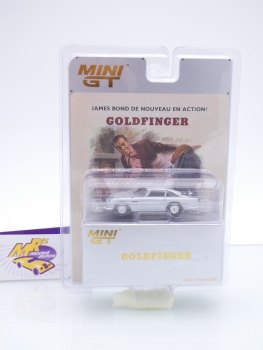 MINI
GT
JAMES BOND DE NOUVEAU EN ACTION!
GOLDFINGER
MINI
GT
GOLDFINGER